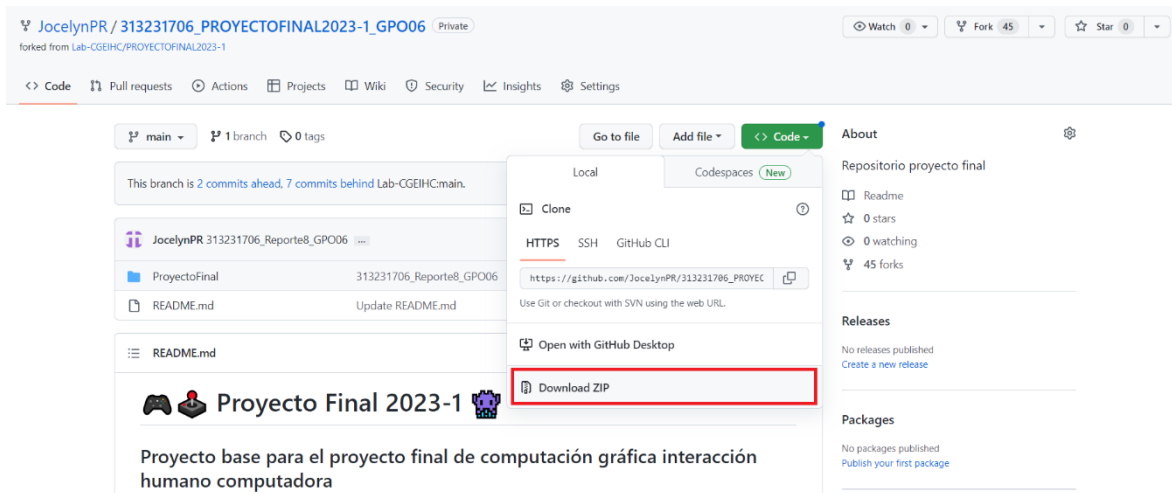 JocelynPR / 313231706_PROYECTOFINAL2023-1_GPO06 Private
Watch 0 Fork 45 Star 0
forked from Lab-CGEIHC/PROYECTOFINAL2023-1
Code Pull requests Actions Projects Wiki Security Insights Settings
main 1 branch 0 tags Go to file Add file Code
This branch is 2 commits ahead, 7 commits behind Lab-CGEIHC:main.
JocelynPR 313231706_Reporte8_GPO06 ...
ProyectoFinal 313231706_Reporte8_GPO06
README.md Update README.md
README.md
Proyecto Final 2023-1
Proyecto base para el proyecto final de computación gráfica interacción
humano computadora
Local Codespaces New
Clone
HTTPS SSH GitHub CLI
https://github.com/JocelynPR/313231706_PROYEC
Use Git or checkout with SVN using the web URL.
Open with GitHub Desktop
Download ZIP
About
Repositorio proyecto final
Readme
0 stars
0 watching
45 forks
Releases
No releases published
Create a new release
Packages
No packages published
Publish your first package